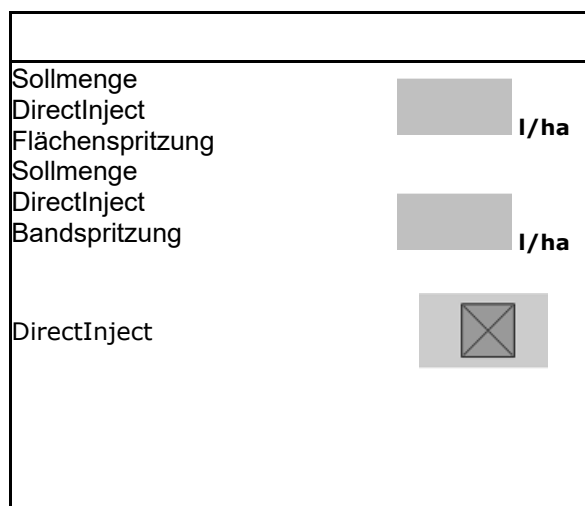 Sollmenge
DirectInject
Flächenspritzung
l/ha
Sollmenge
DirectInject
Bandspritzung
l/ha
DirectInject